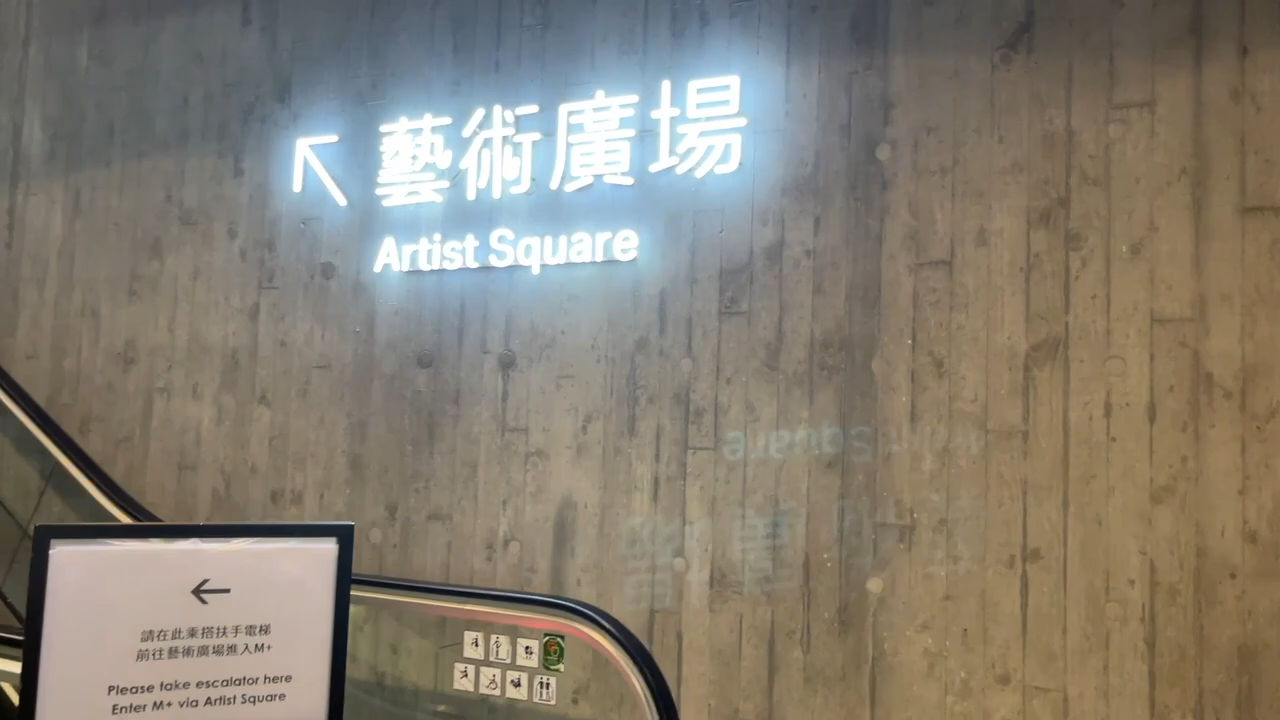 藝術廣場
Artist Square
請在此乘搭扶手電梯
前往藝術廣場進入M+
Please take escalator here
Enter M+ via Artist Square